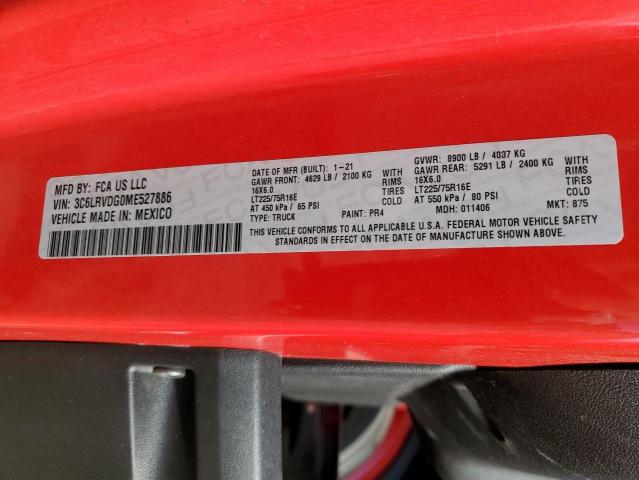 MFD BY: FCA US LLC
VIN: 3C6LRVDG0ME527886
VEHICLE MADE IN: MEXICO
DATE OF MFR (BUILT): 1-21
GAWR FRONT: 4629 LB / 2100 KG WITH
16X6.0 RIMS TIRES
LT225/75R16E COLD
AT 450 kPa / 65 PSI
TYPE: TRUCK PAINT: PR4
GVWR: 8900 LB / 4037 KG
GAWR REAR: 5291 LB / 2400 KG WITH
16X6.0 RIMS TIRES
LT225/75R16E COLD
AT 550 kPa / 80 PSI
MDH: 011406 MKT: 875
THIS VEHICLE CONFORMS TO ALL APPLICABLE U.S.A. FEDERAL MOTOR VEHICLE SAFETY
STANDARDS IN EFFECT ON THE DATE OF MANUFACTURE SHOWN ABOVE.